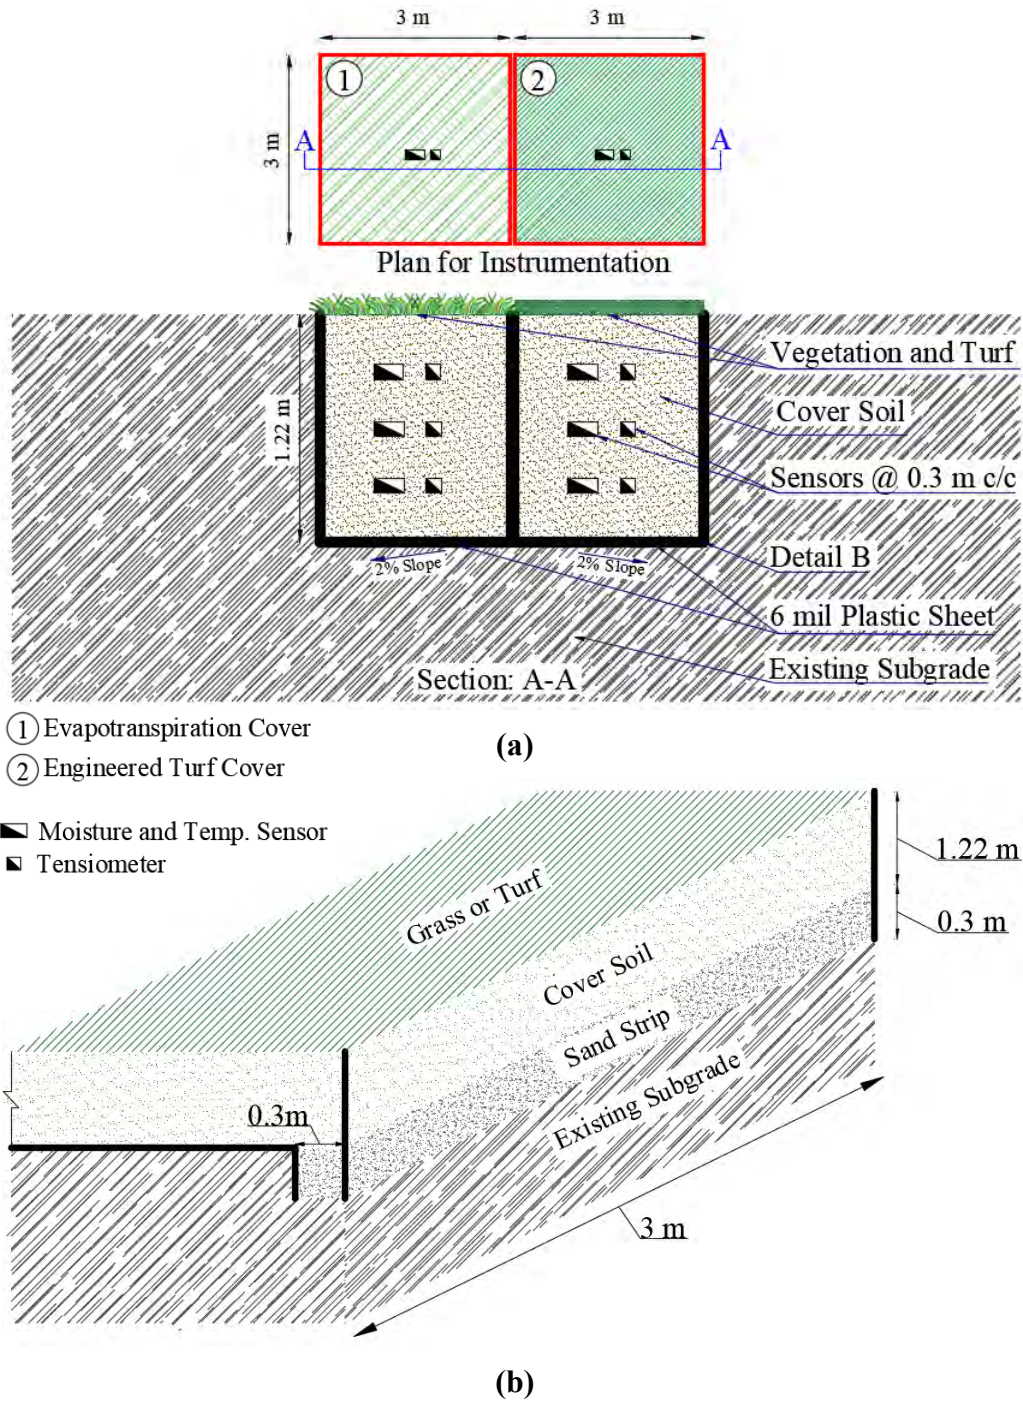 3 m
3 m
1
2
3 m
A
A
Plan for Instrumentation
Vegetation and Turf
1.22 m
Cover Soil
Sensors @ 0.3 m c/c
Detail B
2% Slope
2% Slope
6 mil Plastic Sheet
Existing Subgrade
Section: A-A
1 Evapotranspiration Cover
(a)
2 Engineered Turf Cover
Moisture and Temp. Sensor
Tensiometer
1.22 m
Grass or Turf
0.3 m
Cover Soil
Sand Strip
0.3m
Existing Subgrade
3 m
(b)